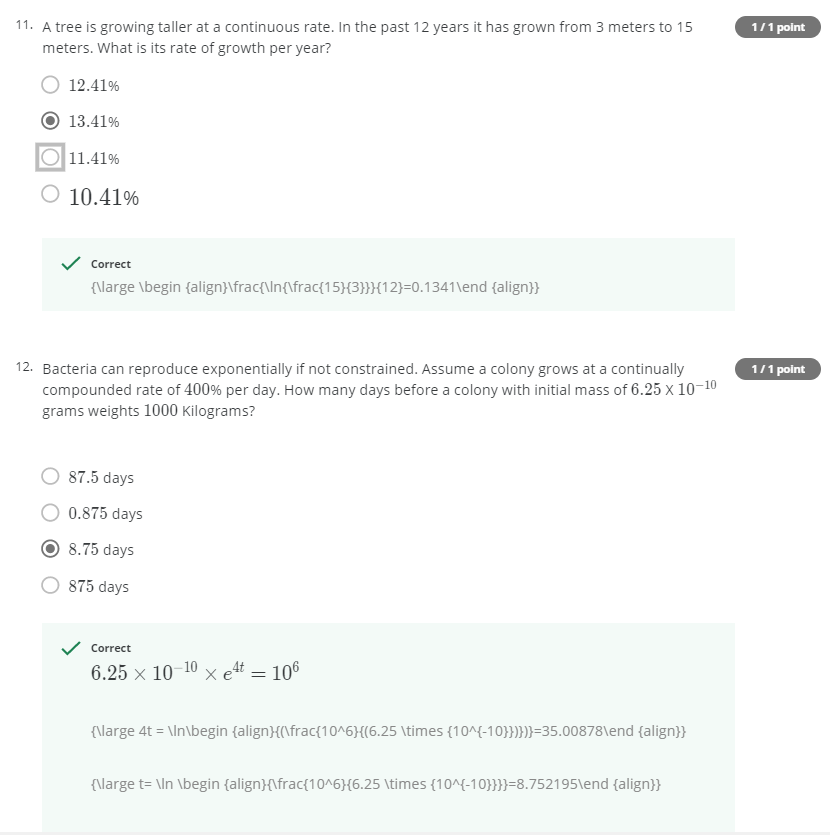 11. A tree is growing taller at a continuous rate. In the past 12 years it has grown from 3 meters to 15
1 / 1 point
meters. What is its rate of growth per year?
12.41%
13.41%
11.41%
10.41%
Correct
{\large \begin {align}\frac{\ln{\frac{15}{3}}}{12}=0.1341\end {align}}
12. Bacteria can reproduce exponentially if not constrained. Assume a colony grows at a continually
1 / 1 point
compounded rate of 400% per day. How many days before a colony with initial mass of 6.25 X 10⁻¹⁰
grams weights 1000 Kilograms?
87.5 days
0.875 days
8.75 days
875 days
Correct
6.25 × 10⁻¹⁰ × e⁴ᵗ = 10⁶
{\large 4t = \ln\begin {align}{(\frac{10^6}{(6.25 \times {10^{-10}})})}=35.00878\end {align}}
{\large t= \ln \begin {align}{\frac{10^6}{6.25 \times {10^{-10}}}}=8.752195\end {align}}